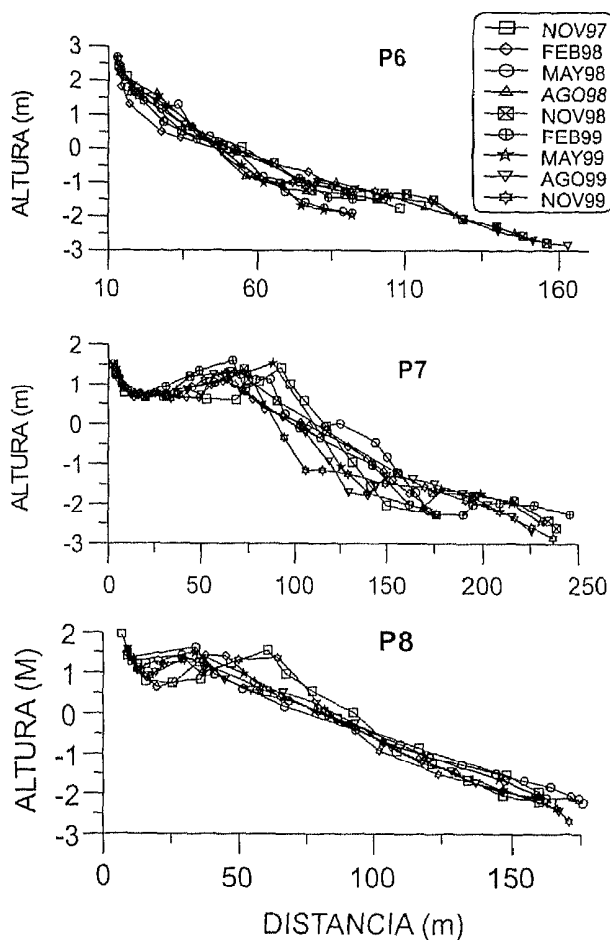 P6
ALTURA (m)
3
2
1
0
-1
-2
-3
10
60
110
160
NOV97
FEB98
MAY98
AGO98
NOV98
FEB99
MAY99
AGO99
NOV99
P7
ALTURA (m)
2
1
0
-1
-2
-3
0
50
100
150
200
250
P8
ALTURA (M)
2
1
0
-1
-2
-3
0
50
100
150
DISTANCIA (m)